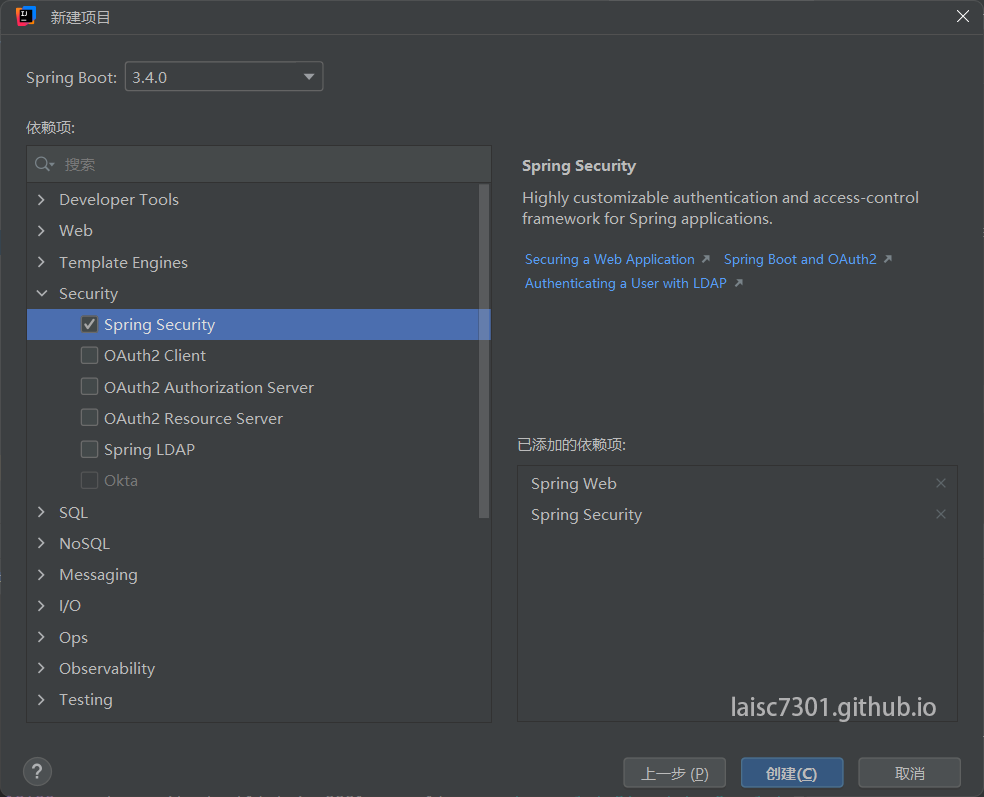 新建项目
Spring Boot: 3.4.0
依赖项:
搜索
Developer Tools
Web
Template Engines
Security
Spring Security
OAuth2 Client
OAuth2 Authorization Server
OAuth2 Resource Server
Spring LDAP
Okta
SQL
NoSQL
Messaging
I/O
Ops
Observability
Testing
Spring Security
Highly customizable authentication and access-control
framework for Spring applications.
Securing a Web Application Spring Boot and OAuth2
Authenticating a User with LDAP
已添加的依赖项:
Spring Web
Spring Security
laisc7301.github.io
? 上一步 (P) 创建(C) 取消